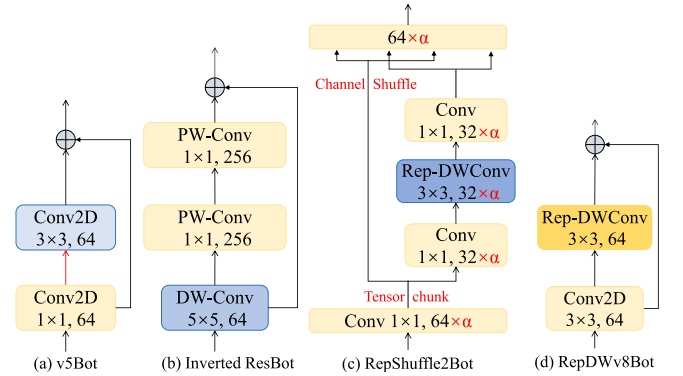 64×α
Channel Shuffle
Conv
1×1, 32×α
Rep-DWConv
3×3, 32×α
Conv
1×1, 32×α
Tensor chunk
Conv 1×1, 64×α
PW-Conv
1×1, 256
PW-Conv
1×1, 256
DW-Conv
5×5, 64
Conv2D
3×3, 64
Conv2D
1×1, 64
Rep-DWConv
3×3, 64
Conv2D
3×3, 64
(a) v5Bot
(b) Inverted ResBot
(c) RepShuffle2Bot
(d) RepDWv8Bot